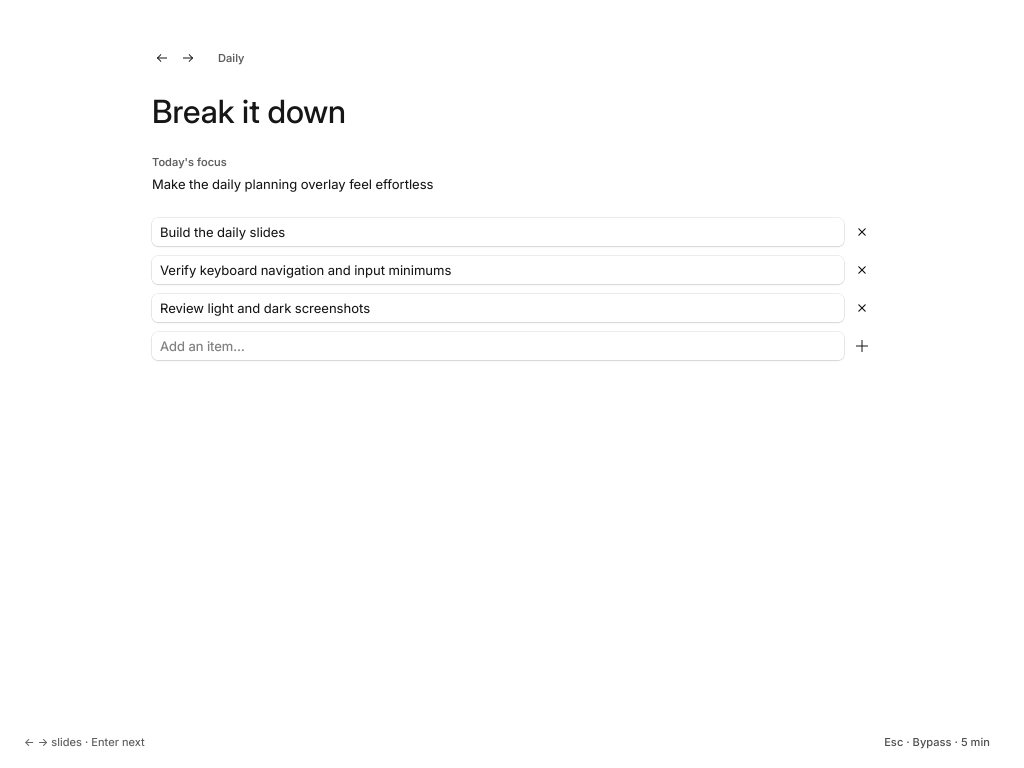 ← → Daily
Break it down
Today's focus
Make the daily planning overlay feel effortless
Build the daily slides ×
Verify keyboard navigation and input minimums ×
Review light and dark screenshots ×
Add an item... +
← → slides · Enter next
Esc · Bypass · 5 min